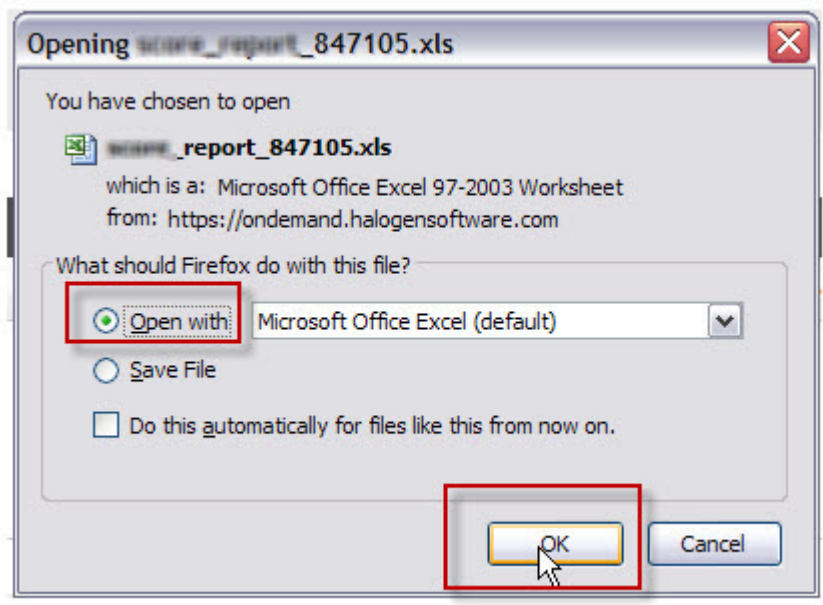 Opening _847105.xls
You have chosen to open
_report_847105.xls
which is a: Microsoft Office Excel 97-2003 Worksheet
from: https://ondemand.halogensoftware.com
What should Firefox do with this file?
Open with Microsoft Office Excel (default)
Save File
Do this automatically for files like this from now on.
OK Cancel